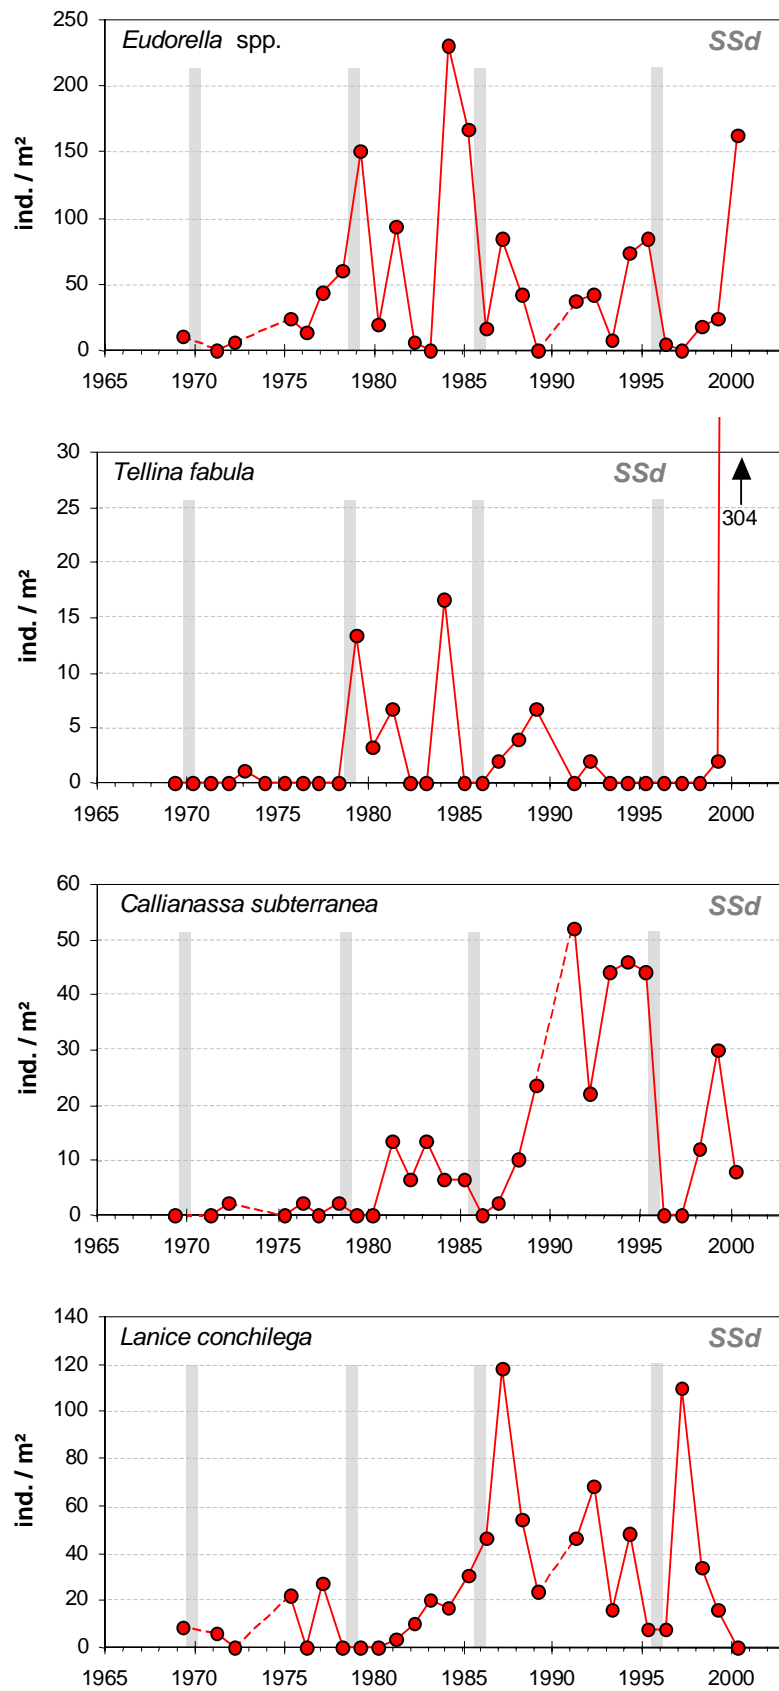 Eudorella spp. SSd
250
200
150
100
50
0
ind. / m²
1965 1970 1975 1980 1985 1990 1995 2000
Tellina fabula SSd
304
30
25
20
15
10
5
0
ind. / m²
1965 1970 1975 1980 1985 1990 1995 2000
Callianassa subterranea SSd
60
50
40
30
20
10
0
ind. / m²
1965 1970 1975 1980 1985 1990 1995 2000
Lanice conchilega SSd
140
120
100
80
60
40
20
0
ind. / m²
1965 1970 1975 1980 1985 1990 1995 2000